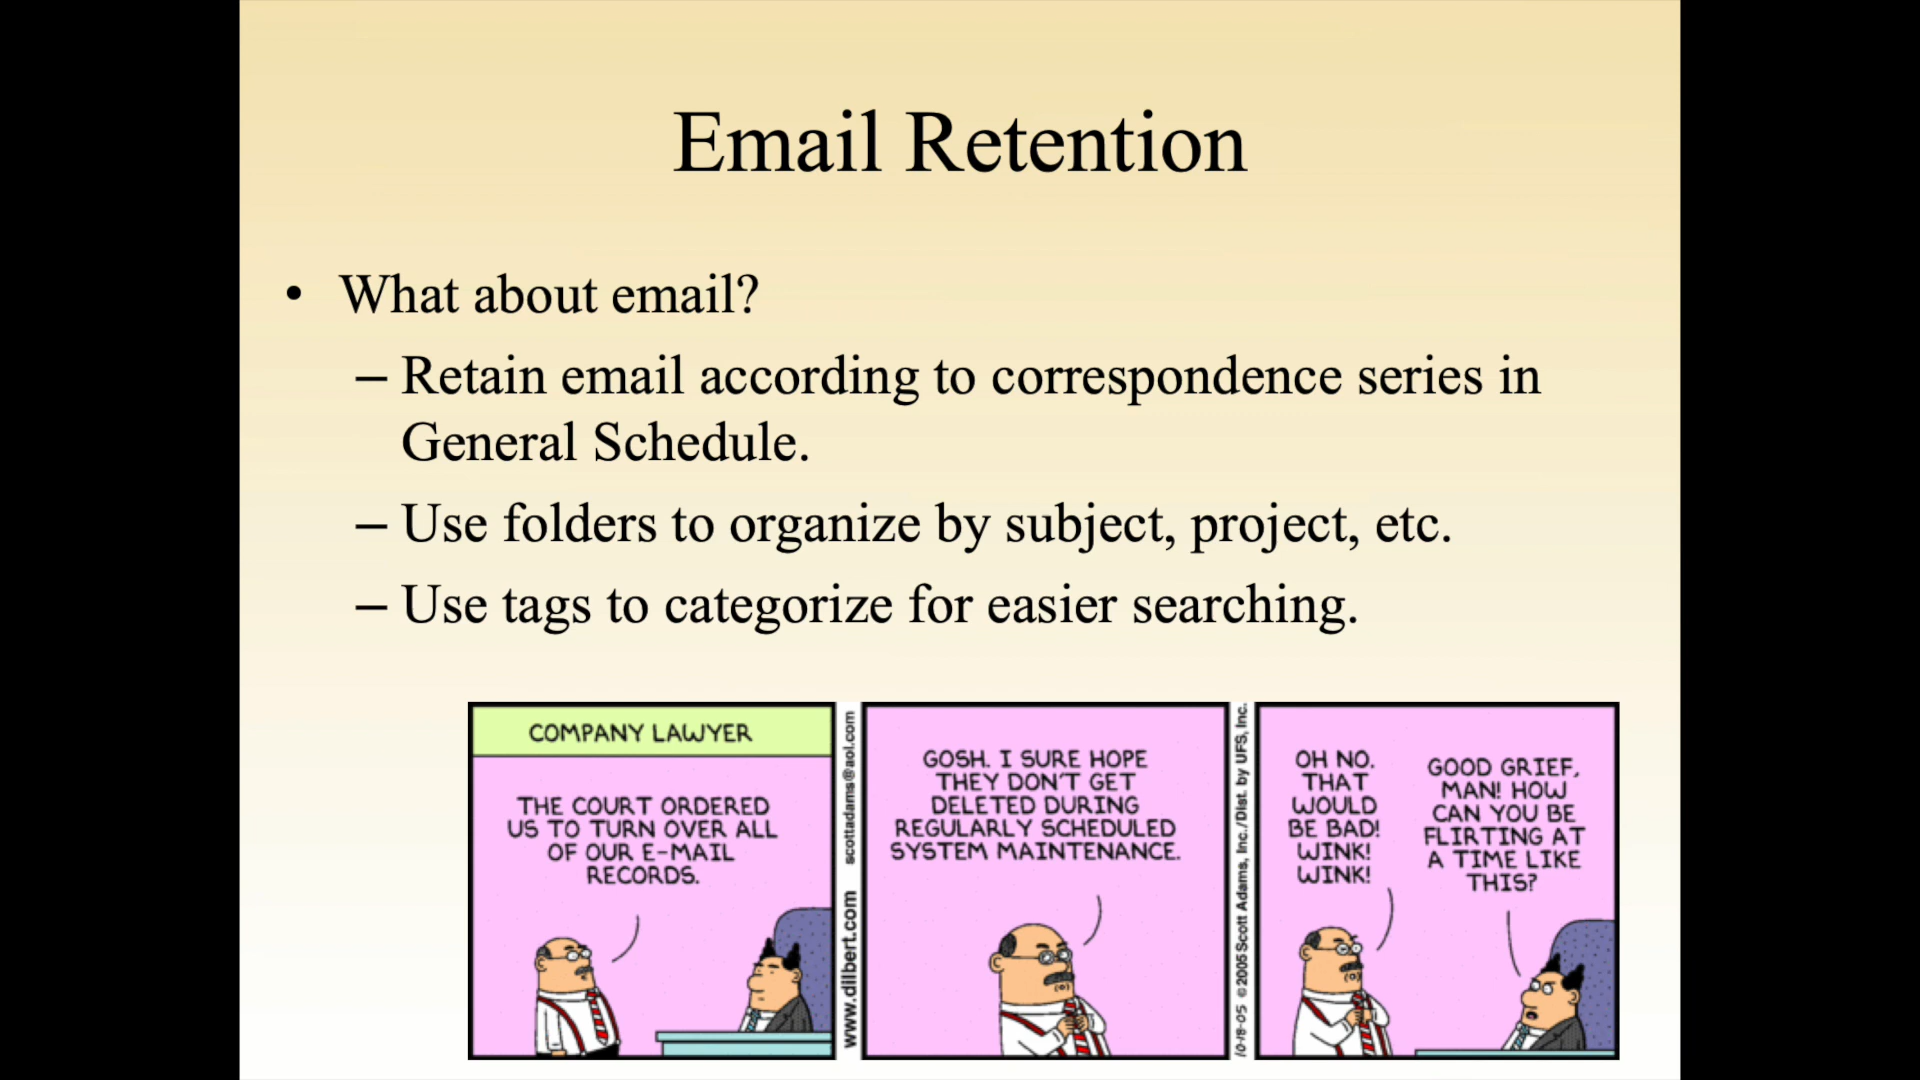 Email Retention
• What about email?
– Retain email according to correspondence series in
General Schedule.
– Use folders to organize by subject, project, etc.
– Use tags to categorize for easier searching.
COMPANY LAWYER
THE COURT ORDERED
US TO TURN OVER ALL
OF OUR E-MAIL
RECORDS.
www.dilbert.com scottadams@aol.com
GOSH. I SURE HOPE
THEY DON'T GET
DELETED DURING
REGULARLY SCHEDULED
SYSTEM MAINTENANCE.
10-18-05 ©2005 Scott Adams, Inc./Dist. by UFS, Inc.
OH NO.
THAT
WOULD
BE BAD!
WINK!
WINK!
GOOD GRIEF,
MAN! HOW
CAN YOU BE
FLIRTING AT
A TIME LIKE
THIS?